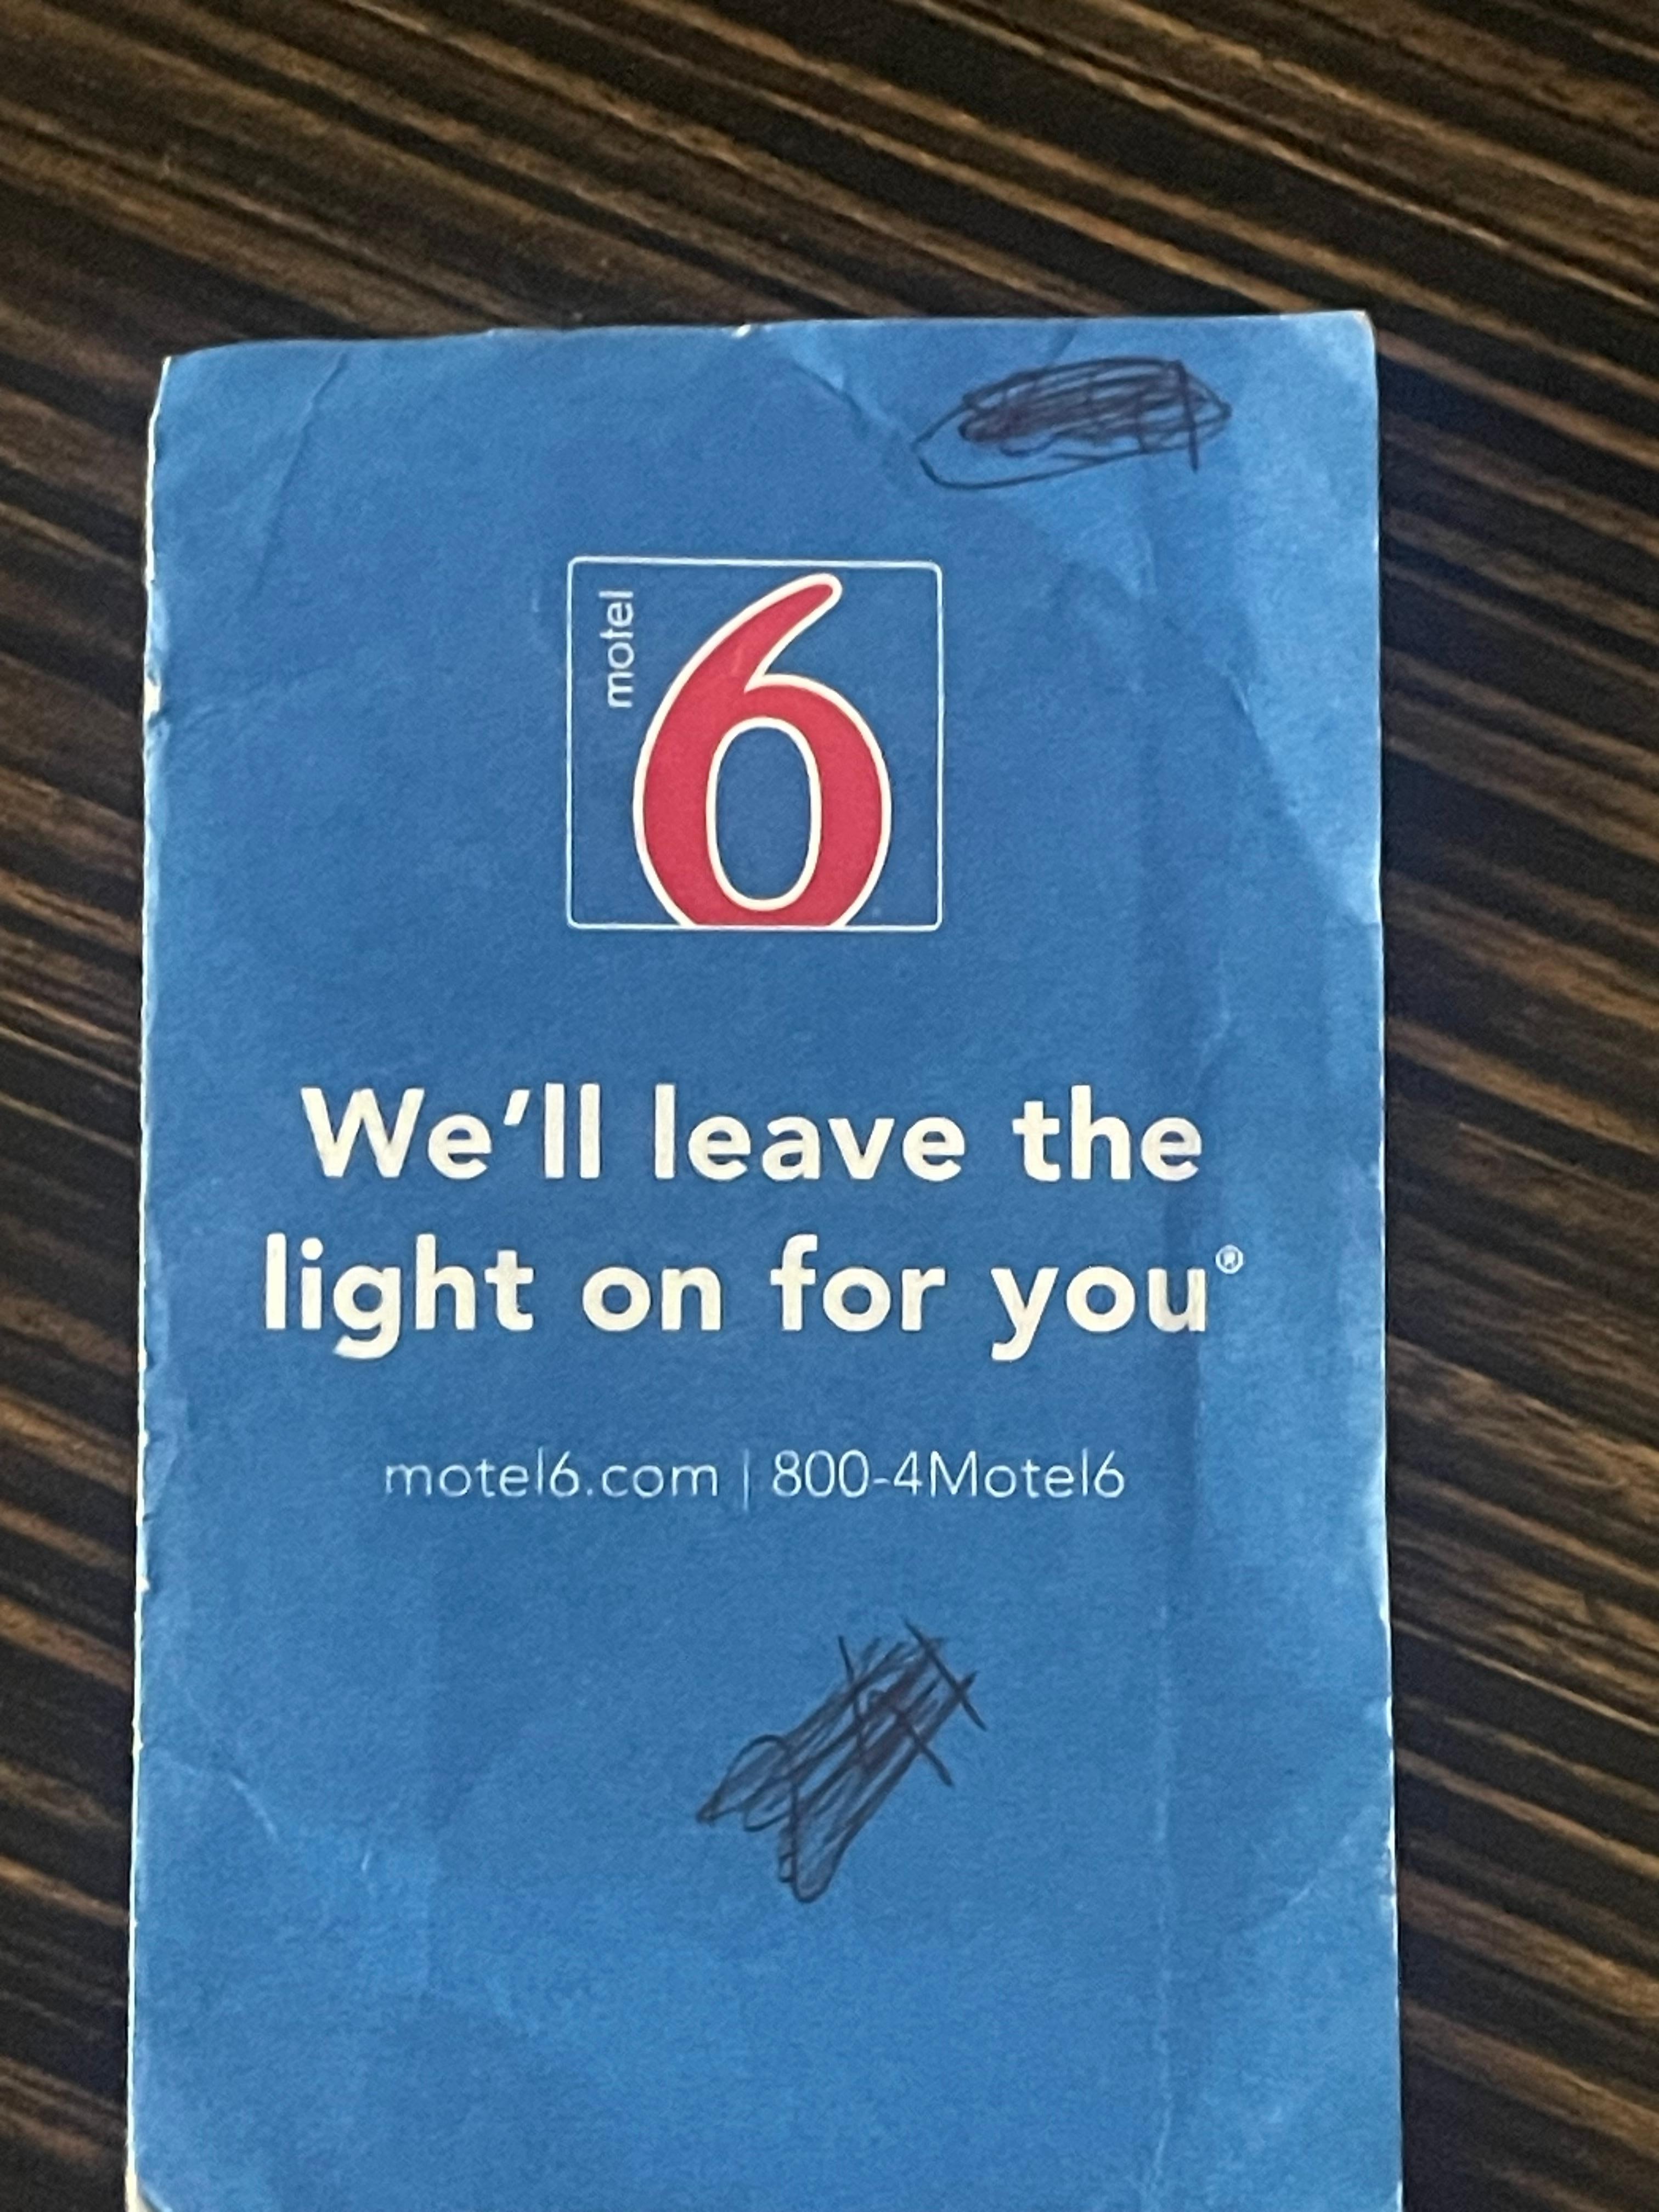 motel
6
We'll leave the
light on for you®
motel6.com | 800-4Motel6